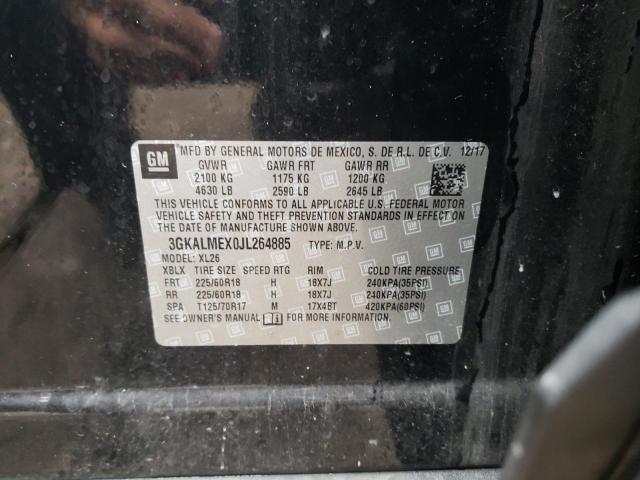 GM MFD BY GENERAL MOTORS DE MEXICO, S. DE R.L. DE C.V. 12/17
GVWR GAWR FRT GAWR RR
2100 KG 1175 KG 1200 KG
4630 LB 2590 LB 2645 LB
THIS VEHICLE CONFORMS TO ALL APPLICABLE U.S. FEDERAL MOTOR
VEHICLE SAFETY AND THEFT PREVENTION STANDARDS IN EFFECT
ON THE DATE OF MANUFACTURE SHOWN ABOVE.
3GKALMEX0JL264885 TYPE: M.P.V.
MODEL: XL26
XBLX TIRE SIZE SPEED RTG RIM COLD TIRE PRESSURE
FRT 225/60R18 H 18X7J 240KPA(35PSI)
RR 225/60R18 H 18X7J 240KPA(35PSI)
SPA T125/70R17 M 17X4BT 420KPA(60PSI)
SEE OWNER'S MANUAL FOR MORE INFORMATION.